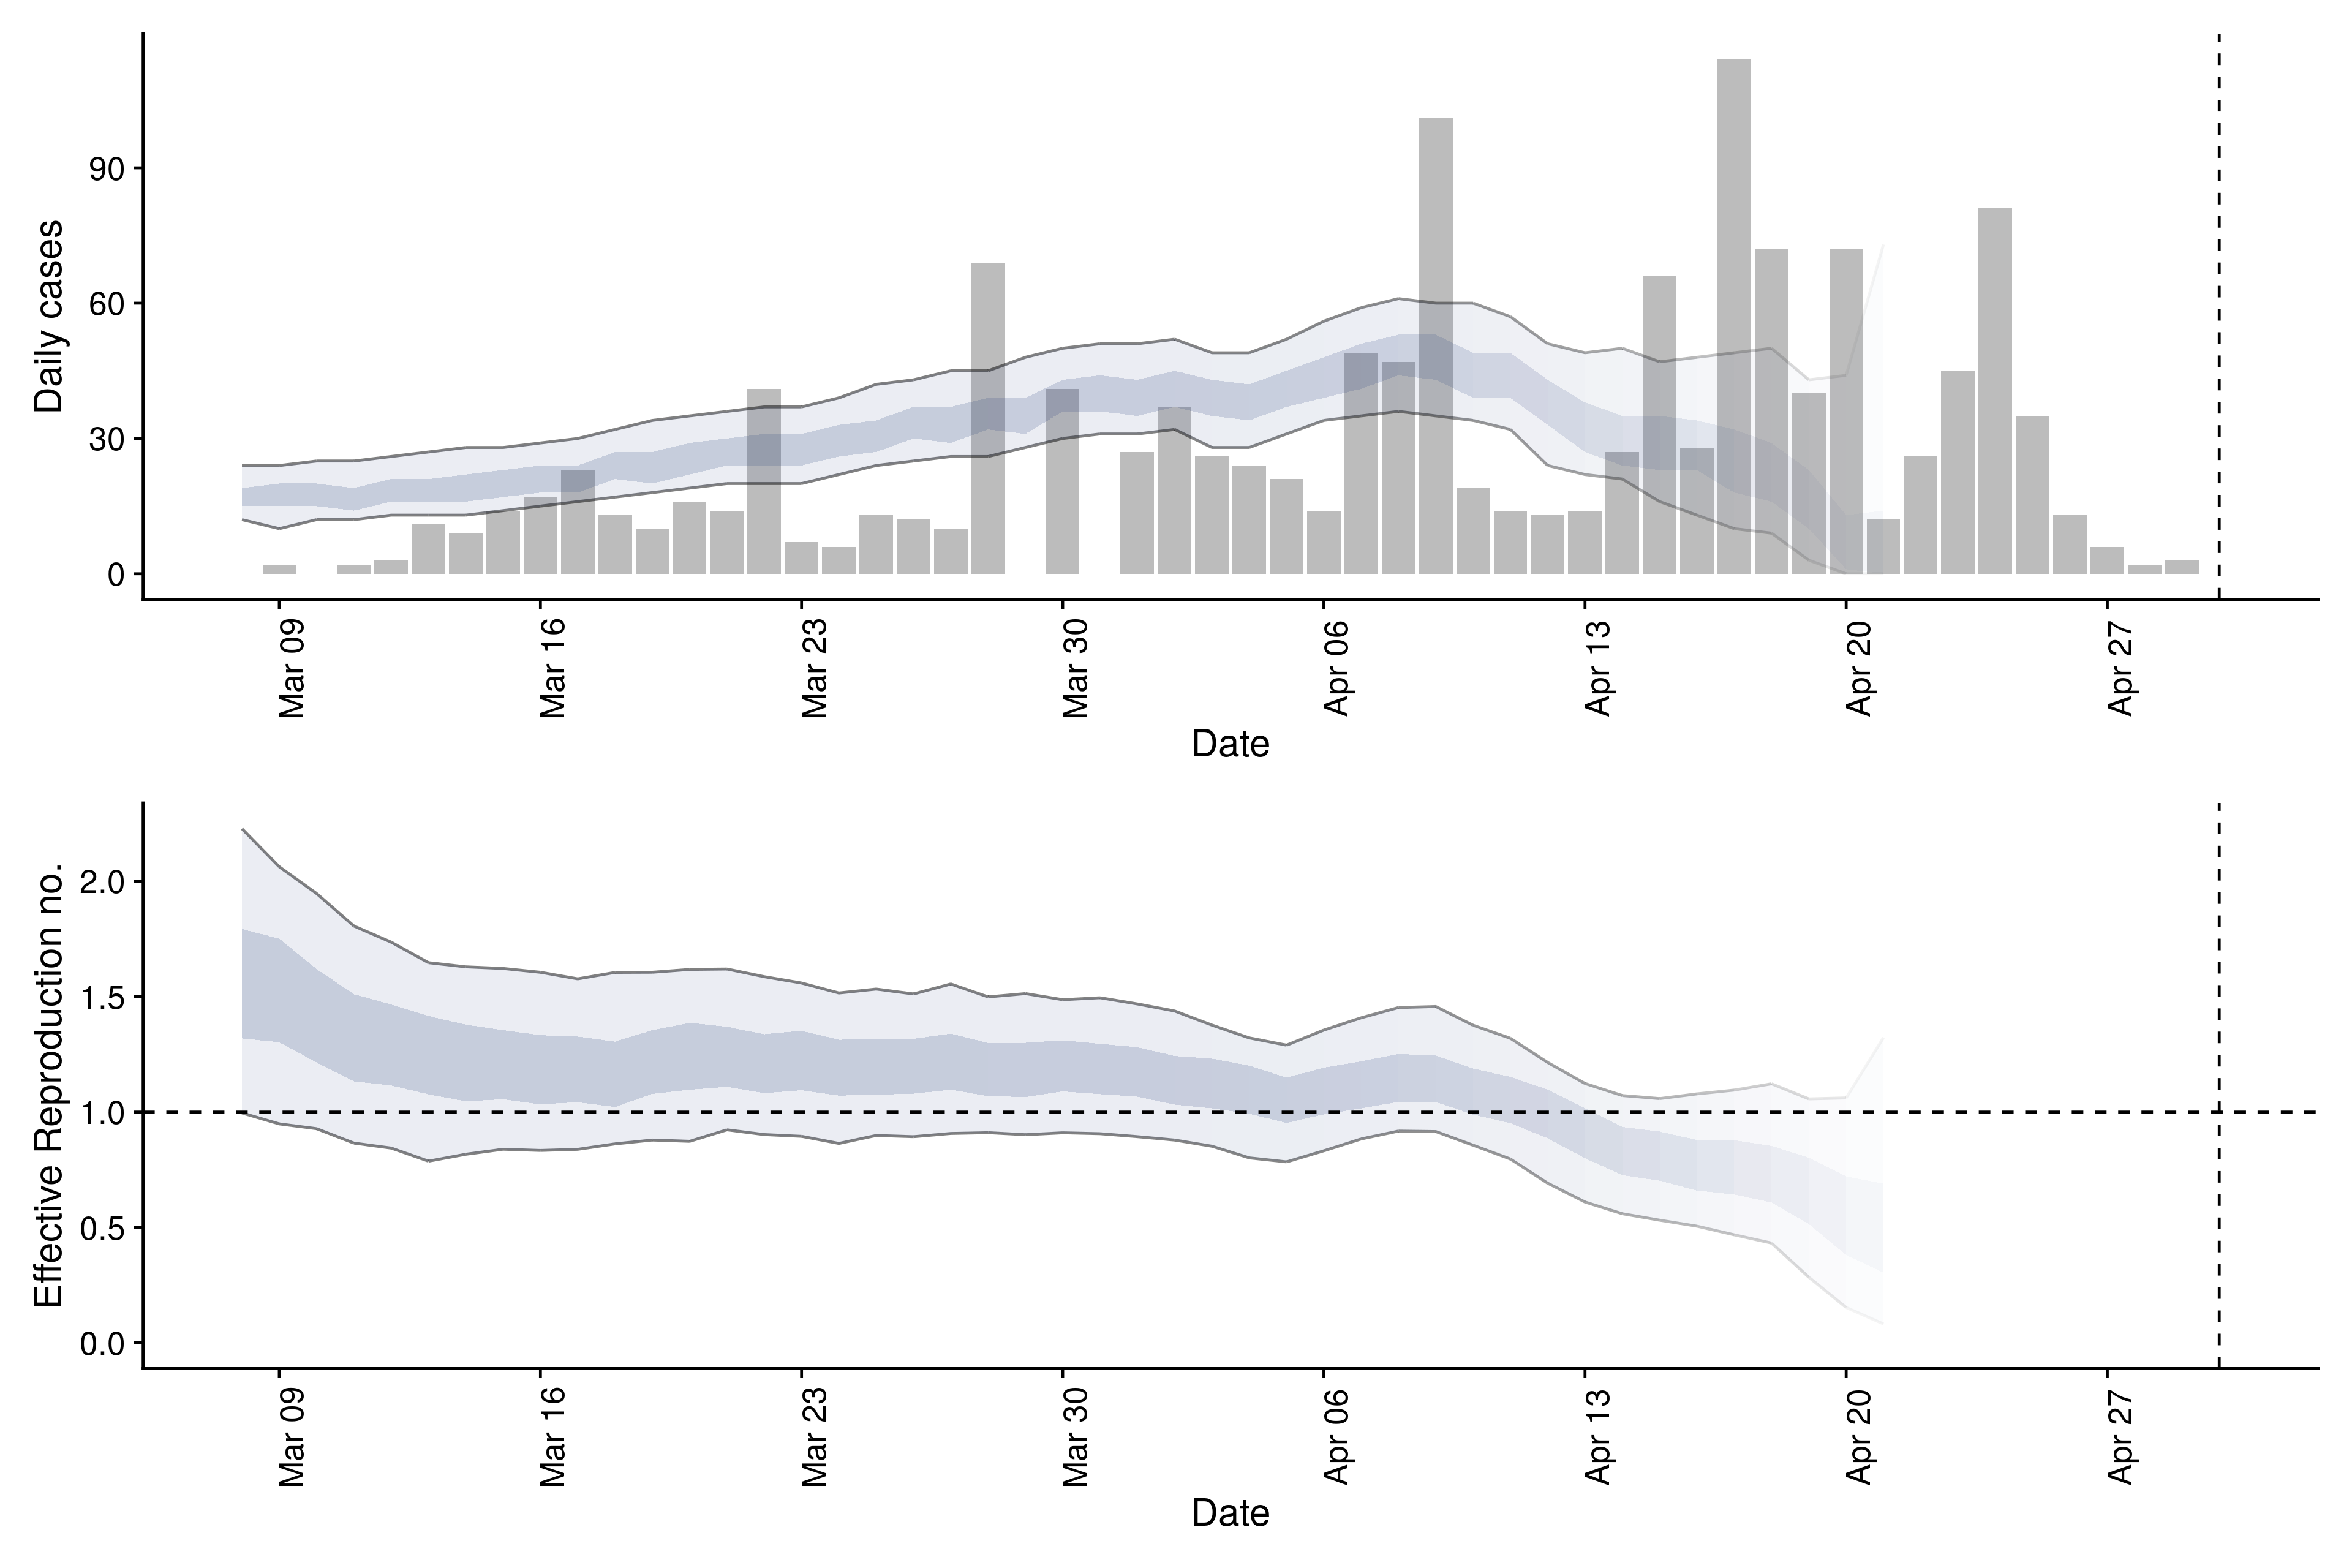 Daily cases
90
60
30
0
Mar 09
Mar 16
Mar 23
Mar 30
Apr 06
Apr 13
Apr 20
Apr 27
Date
Effective Reproduction no.
2.0
1.5
1.0
0.5
0.0
Mar 09
Mar 16
Mar 23
Mar 30
Apr 06
Apr 13
Apr 20
Apr 27
Date